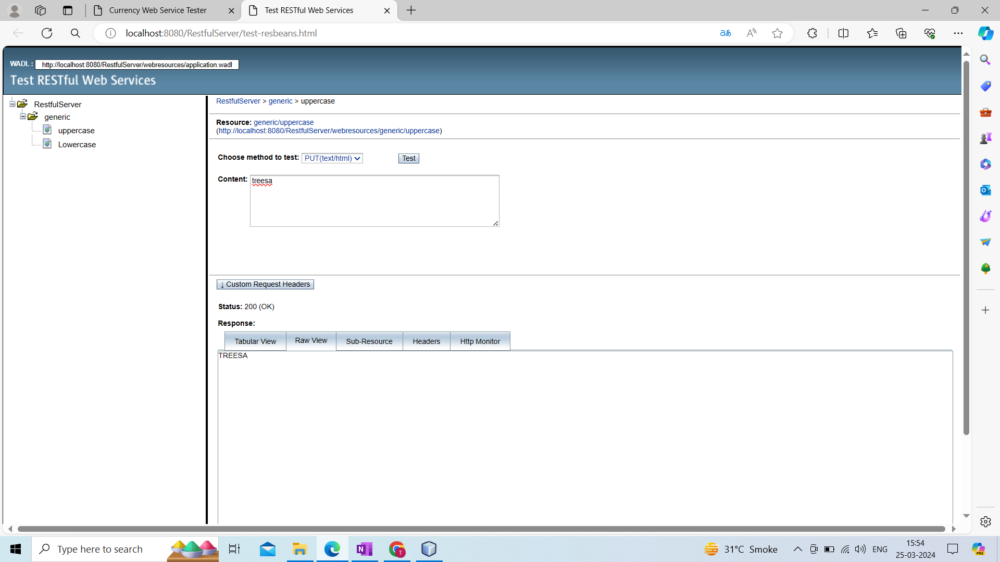 Currency Web Service Tester
Test RESTful Web Services
localhost:8080/RestfulServer/test-resbeans.html
WADL : http://localhost:8080/RestfulServer/webresources/application.wadl
Test RESTful Web Services
RestfulServer
generic
uppercase
Lowercase
RestfulServer > generic > uppercase
Resource: generic/uppercase
(http://localhost:8080/RestfulServer/webresources/generic/uppercase)
Choose method to test: PUT(text/html) Test
Content: treesa
↓ Custom Request Headers
Status: 200 (OK)
Response:
Tabular View Raw View Sub-Resource Headers Http Monitor
TREESA
Type here to search
31°C Smoke
ENG
15:54
25-03-2024